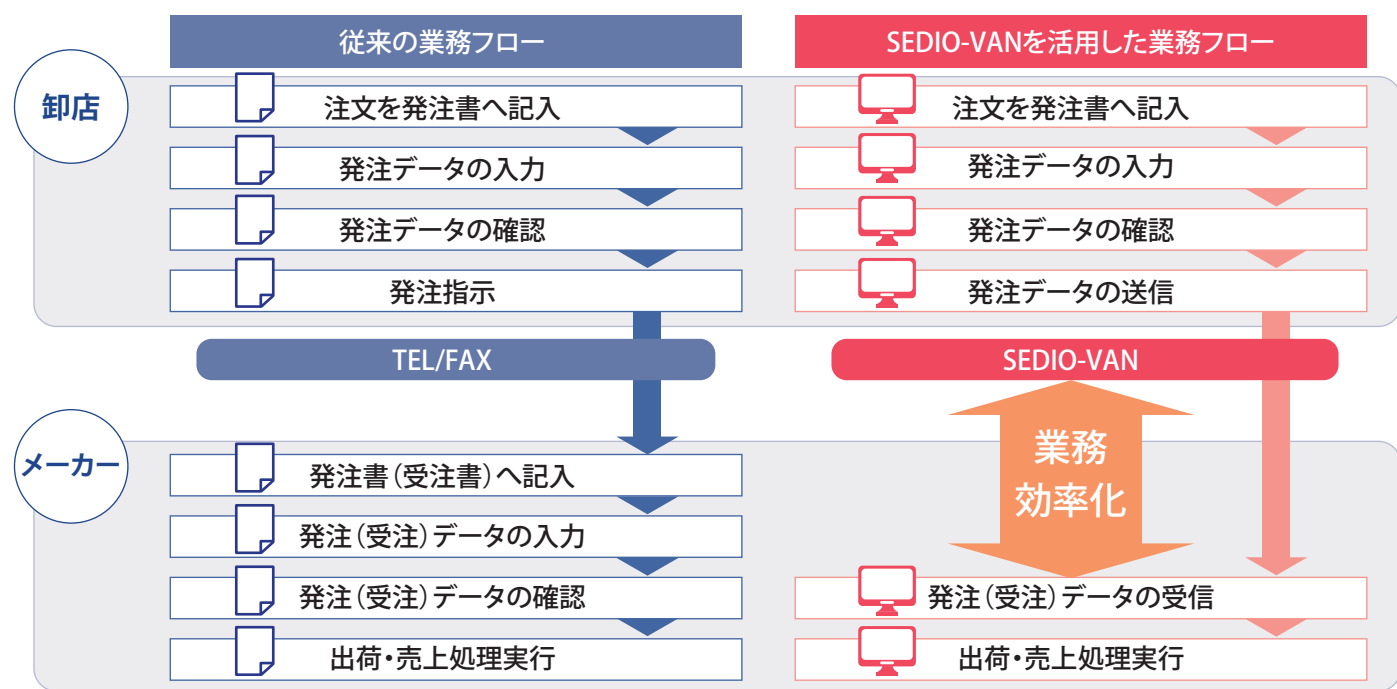 従来の業務フロー
SEDIO-VANを活用した業務フロー
卸店
注文を発注書へ記入
発注データの入力
発注データの確認
発注指示
注文を発注書へ記入
発注データの入力
発注データの確認
発注データの送信
TEL/FAX
SEDIO-VAN
業務
効率化
メーカー
発注書(受注書)へ記入
発注(受注)データの入力
発注(受注)データの確認
出荷・売上処理実行
発注(受注)データの受信
出荷・売上処理実行